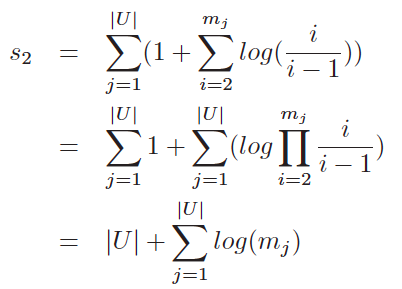 s_2 = \sum_{j=1}^{|U|} (1 + \sum_{i=2}^{m_j} log(\frac{i}{i-1}))
= \sum_{j=1}^{|U|} 1 + \sum_{j=1}^{|U|} (log \prod_{i=2}^{m_j} \frac{i}{i-1})
= |U| + \sum_{j=1}^{|U|} log(m_j)